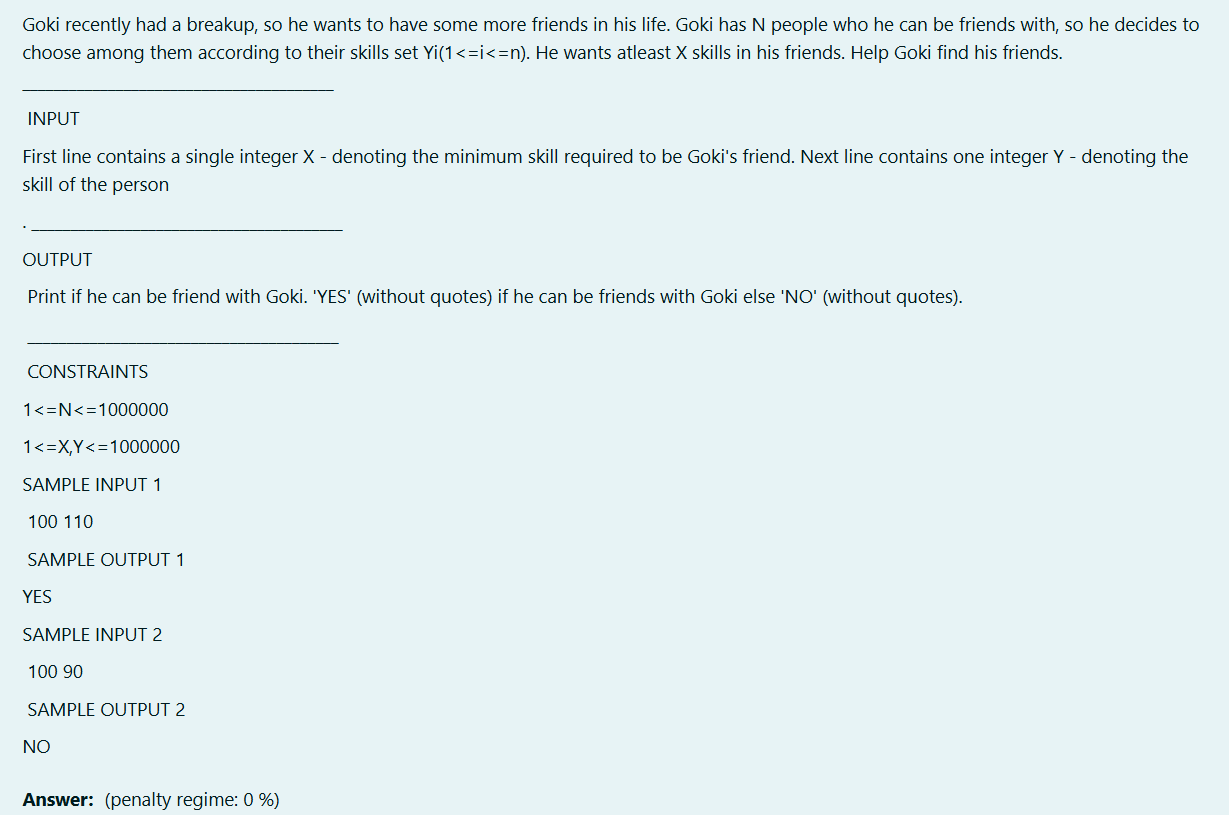 Goki recently had a breakup, so he wants to have some more friends in his life. Goki has N people who he can be friends with, so he decides to
choose among them according to their skills set Yi(1<=i<=n). He wants atleast X skills in his friends. Help Goki find his friends.
________________________________
INPUT
First line contains a single integer X - denoting the minimum skill required to be Goki's friend. Next line contains one integer Y - denoting the
skill of the person
. ________________________________
OUTPUT
Print if he can be friend with Goki. 'YES' (without quotes) if he can be friends with Goki else 'NO' (without quotes).
________________________________
CONSTRAINTS
1<=N<=1000000
1<=X,Y<=1000000
SAMPLE INPUT 1
100 110
SAMPLE OUTPUT 1
YES
SAMPLE INPUT 2
100 90
SAMPLE OUTPUT 2
NO
Answer: (penalty regime: 0 %)